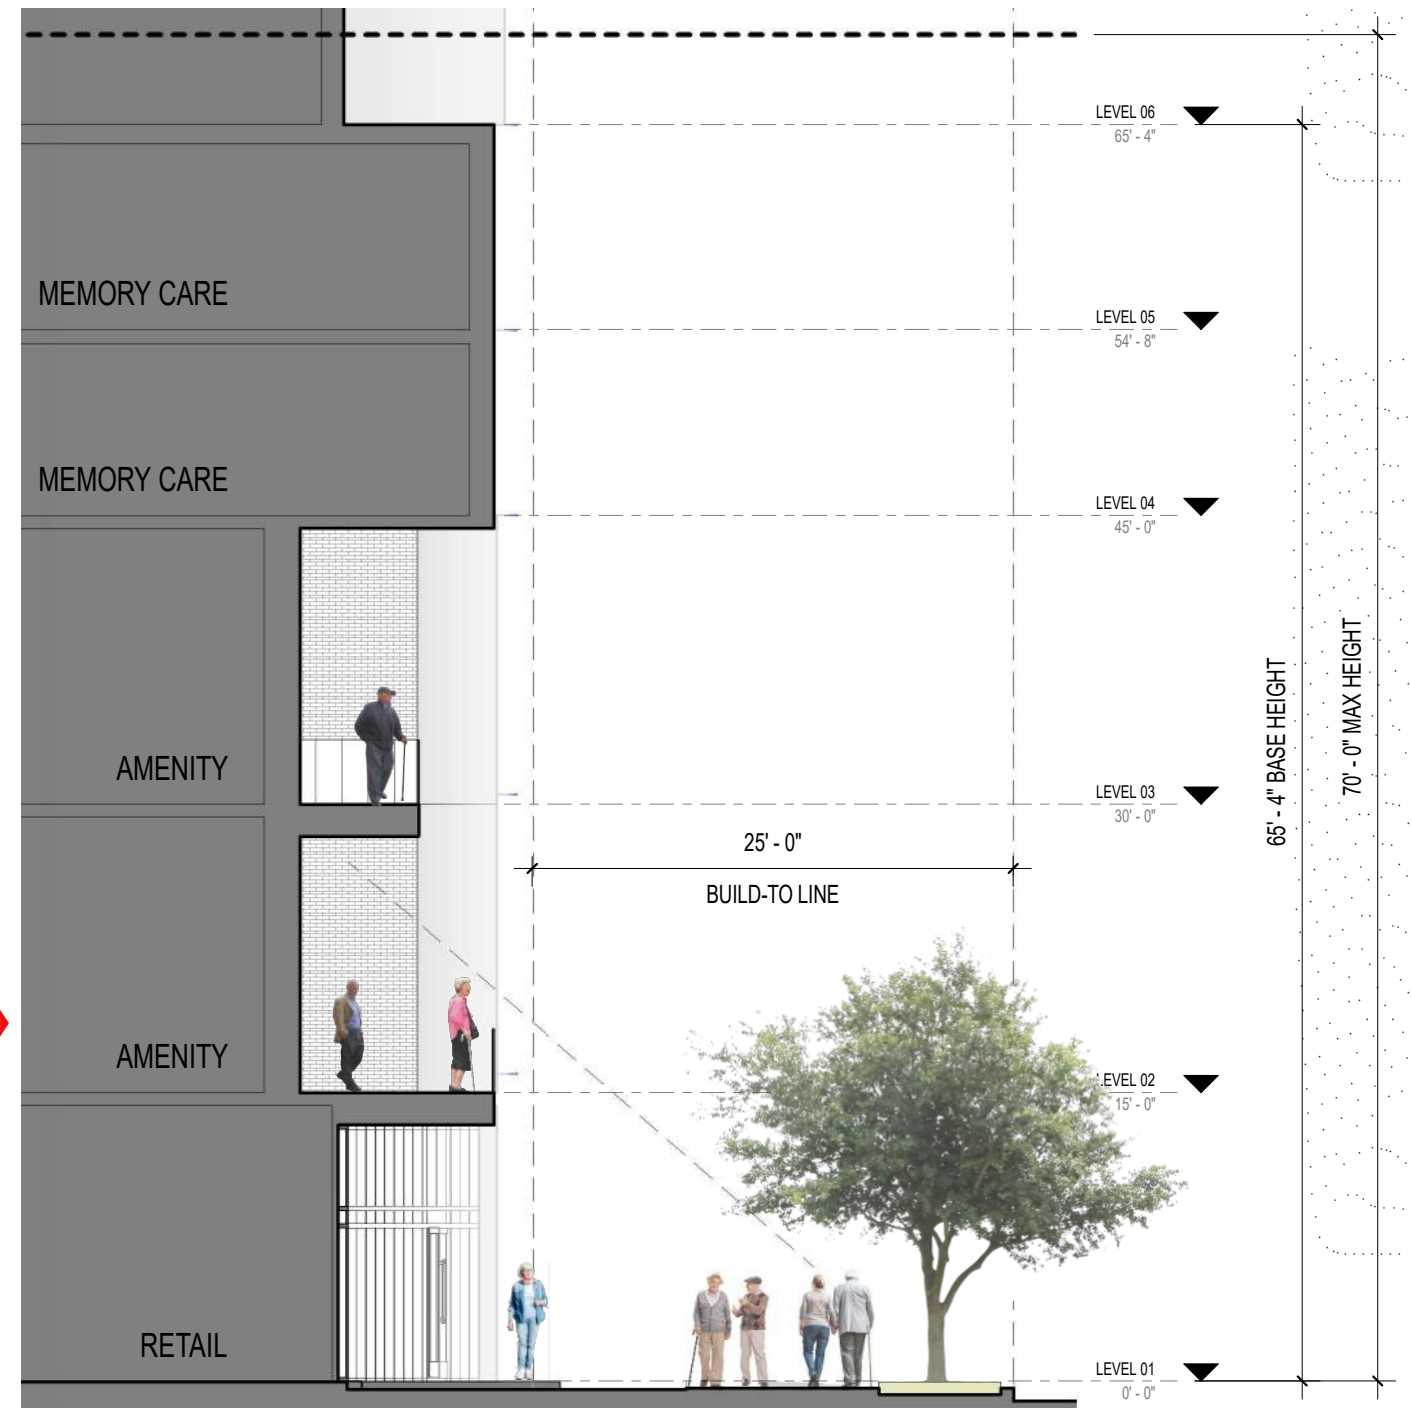 LEVEL 06
65' - 4"
MEMORY CARE
LEVEL 05
54' - 8"
MEMORY CARE
LEVEL 04
45' - 0"
65' - 4" BASE HEIGHT
70' - 0" MAX HEIGHT
AMENITY
LEVEL 03
30' - 0"
25' - 0"
BUILD-TO LINE
AMENITY
LEVEL 02
15' - 0"
RETAIL
LEVEL 01
0' - 0"